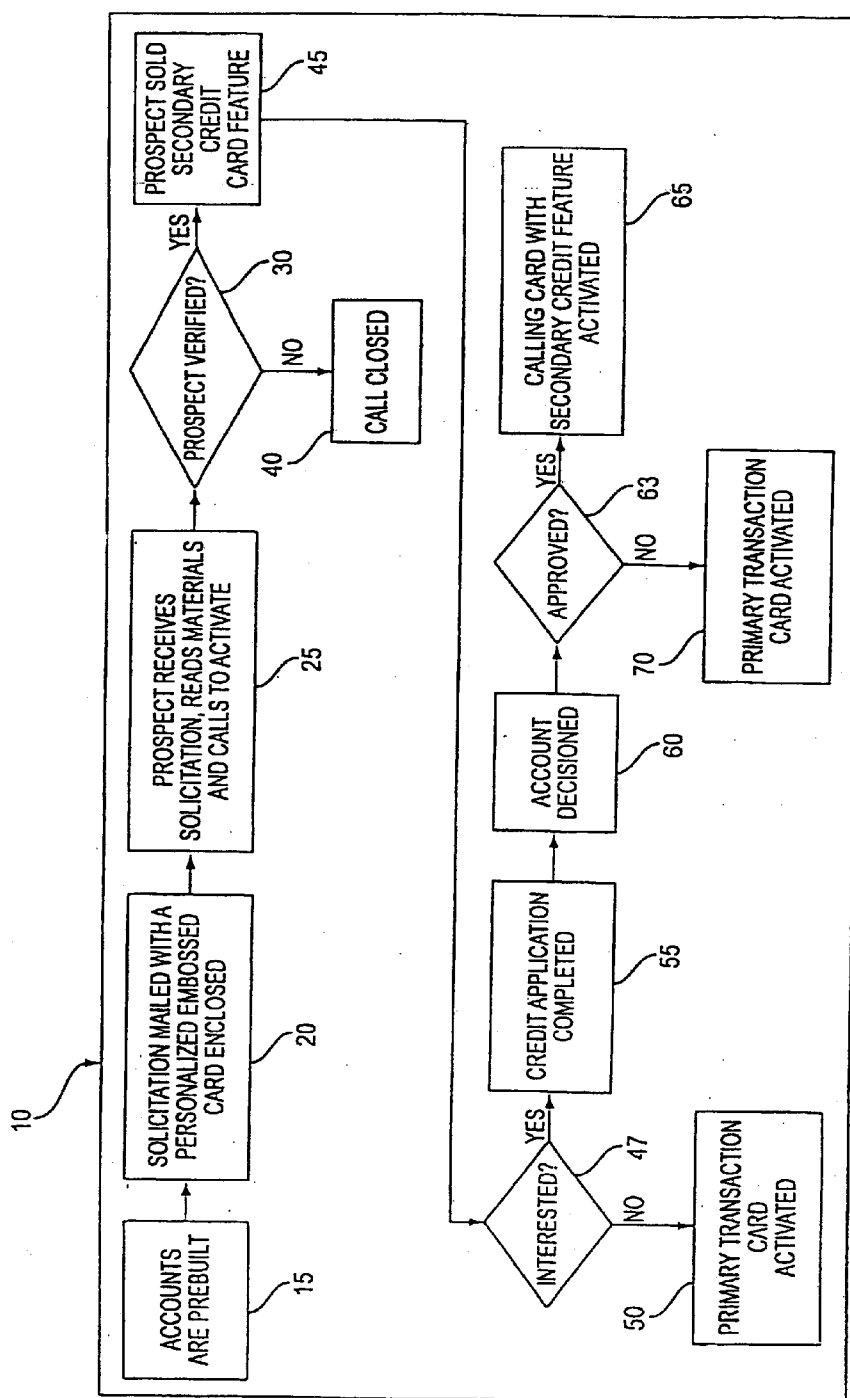 10
ACCOUNTS
ARE PREBUILT
15
SOLICITATION MAILED WITH A
PERSONALIZED EMBOSSED
CARD ENCLOSED
20
PROSPECT RECEIVES
SOLICITATION, READS MATERIALS
AND CALLS TO ACTIVATE
25
PROSPECT VERIFIED?
30
YES
NO
CALL CLOSED
40
PROSPECT SOLD
SECONDARY
CREDIT
CARD FEATURE
45
INTERESTED?
47
YES
NO
PRIMARY TRANSACTION
CARD
ACTIVATED
50
CREDIT APPLICATION
COMPLETED
55
ACCOUNT
DECISIONED
60
APPROVED?
63
YES
NO
CALLING CARD WITH
SECONDARY CREDIT FEATURE
ACTIVATED
65
PRIMARY TRANSACTION
CARD ACTIVATED
70